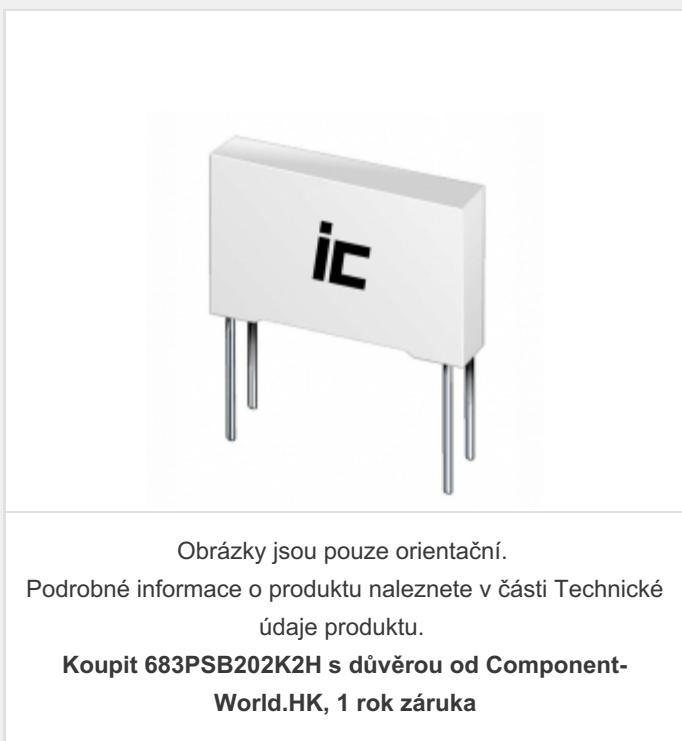 ic
Obrázky jsou pouze orientační.
Podrobné informace o produktu naleznete v části Technické
údaje produktu.
Koupit 683PSB202K2H s důvěrou od Component-
World.HK, 1 rok záruka